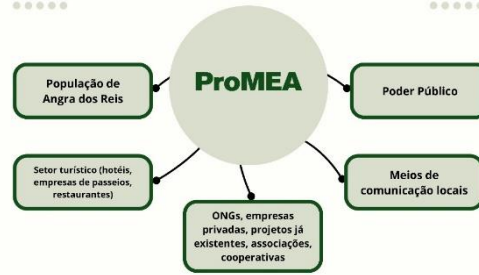 ProMEA
População de
Angra dos Reis
Poder Público
Setor turístico (hotéis,
empresas de passeios,
restaurantes)
Meios de
comunicação locais
ONGs, empresas
privadas, projetos já
existentes, associações,
cooperativas